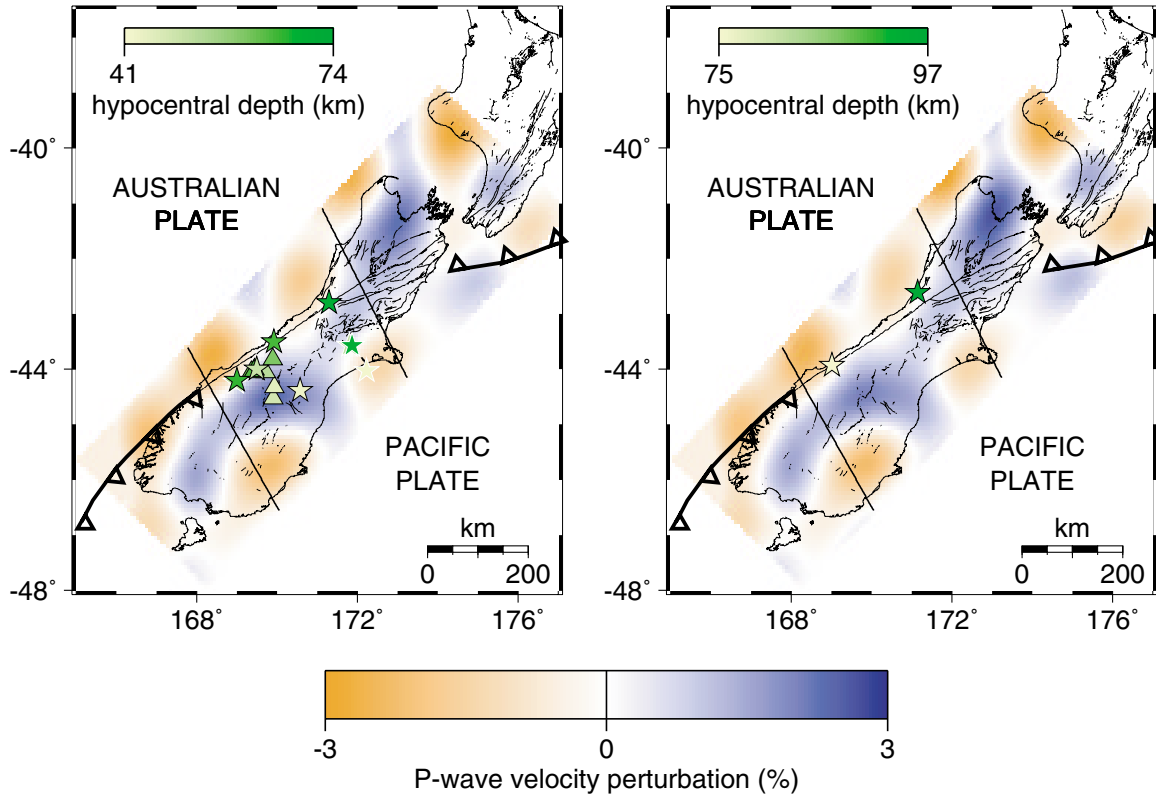 41 74
hypocentral depth (km)
AUSTRALIAN
PLATE
PACIFIC
PLATE
km
0 200
-40°
-44°
-48°
168° 172° 176°
75 97
hypocentral depth (km)
AUSTRALIAN
PLATE
PACIFIC
PLATE
km
0 200
-40°
-44°
-48°
168° 172° 176°
-3 0 3
P-wave velocity perturbation (%)